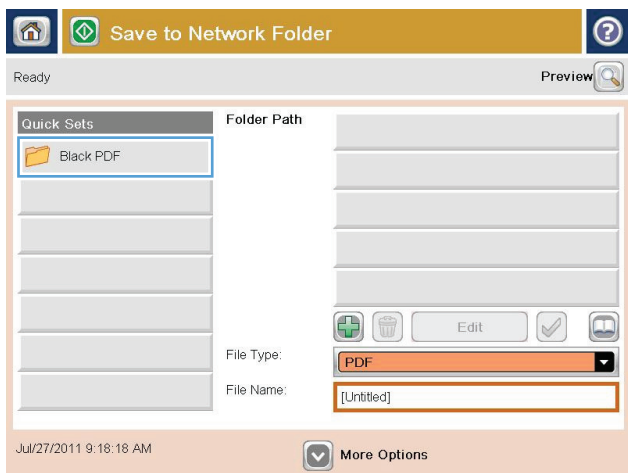 Save to Network Folder
?
Ready
Preview
Quick Sets
Black PDF
Folder Path
Edit
File Type:
PDF
File Name:
[Untitled]
Jul/27/2011 9:18:18 AM
More Options